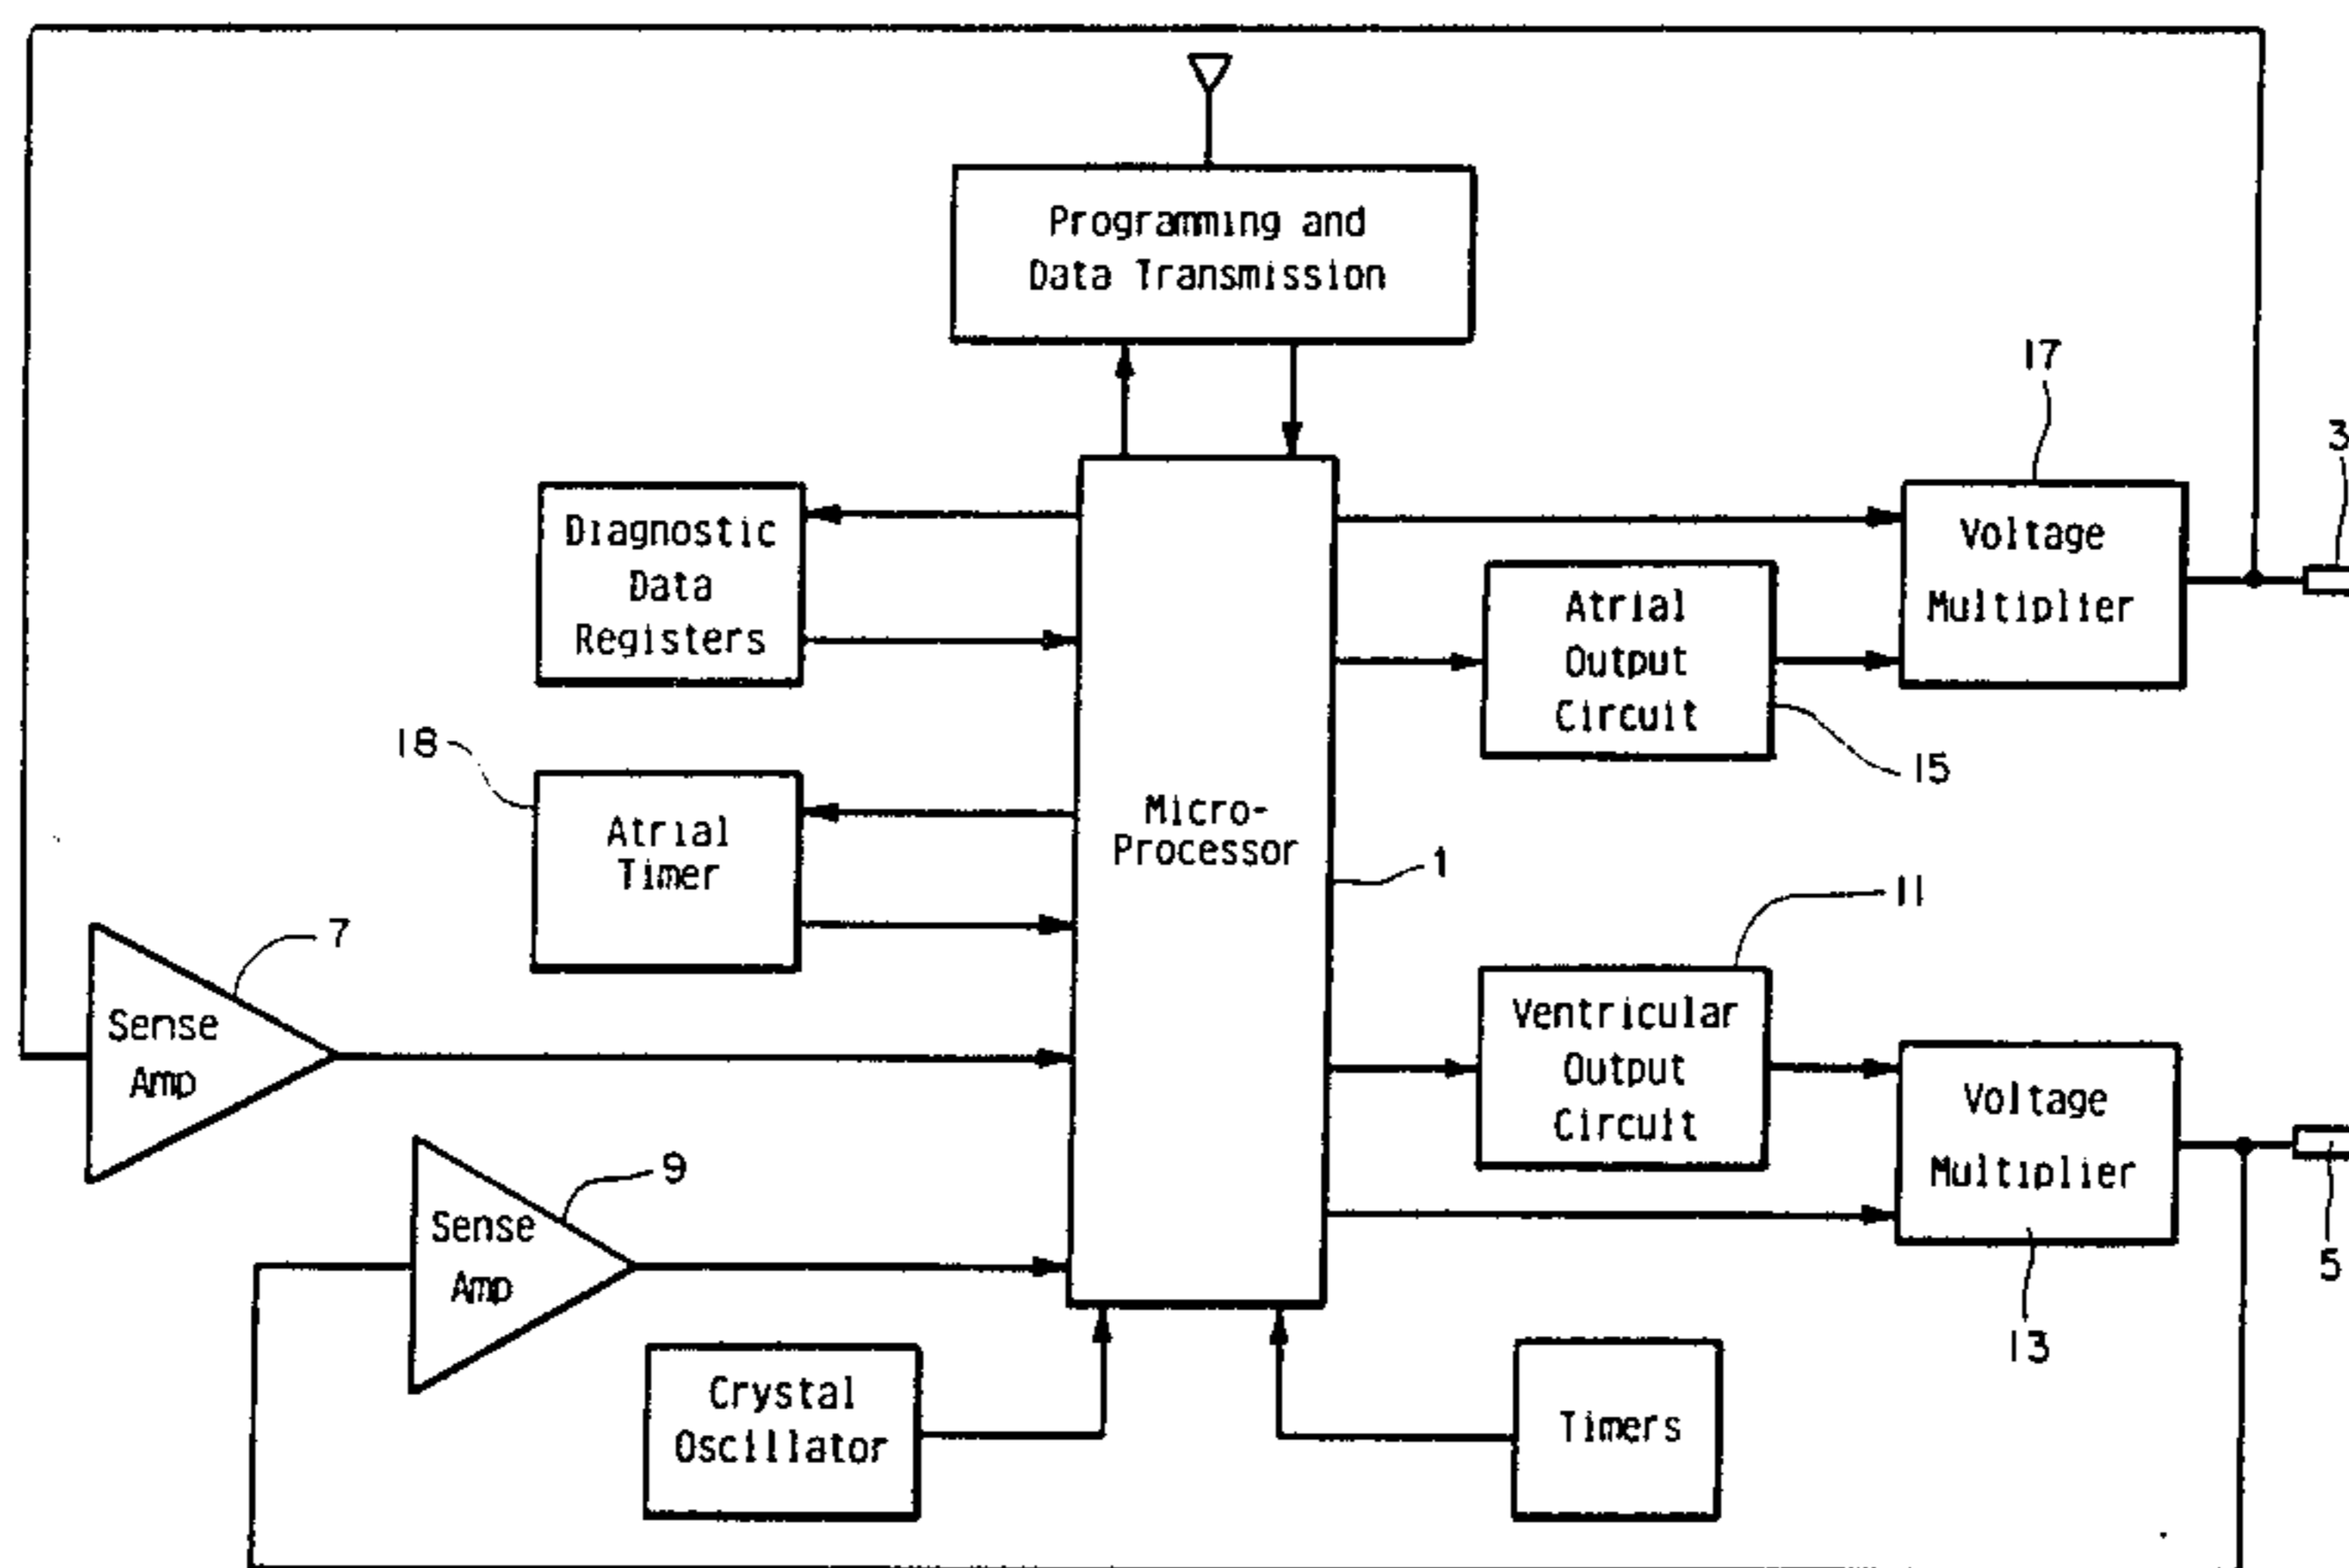 Programming and
Data Transmission
17
3
Diagnostic
Data
Registers
Voltage
Multiplier
Atrial
Output
Circuit
15
18
Atrial
Timer
Micro-
Processor
1
11
7
Sense
Amp
Ventricular
Output
Circuit
Voltage
Multiplier
9
Sense
Amp
5
13
Crystal
Oscillator
Timers